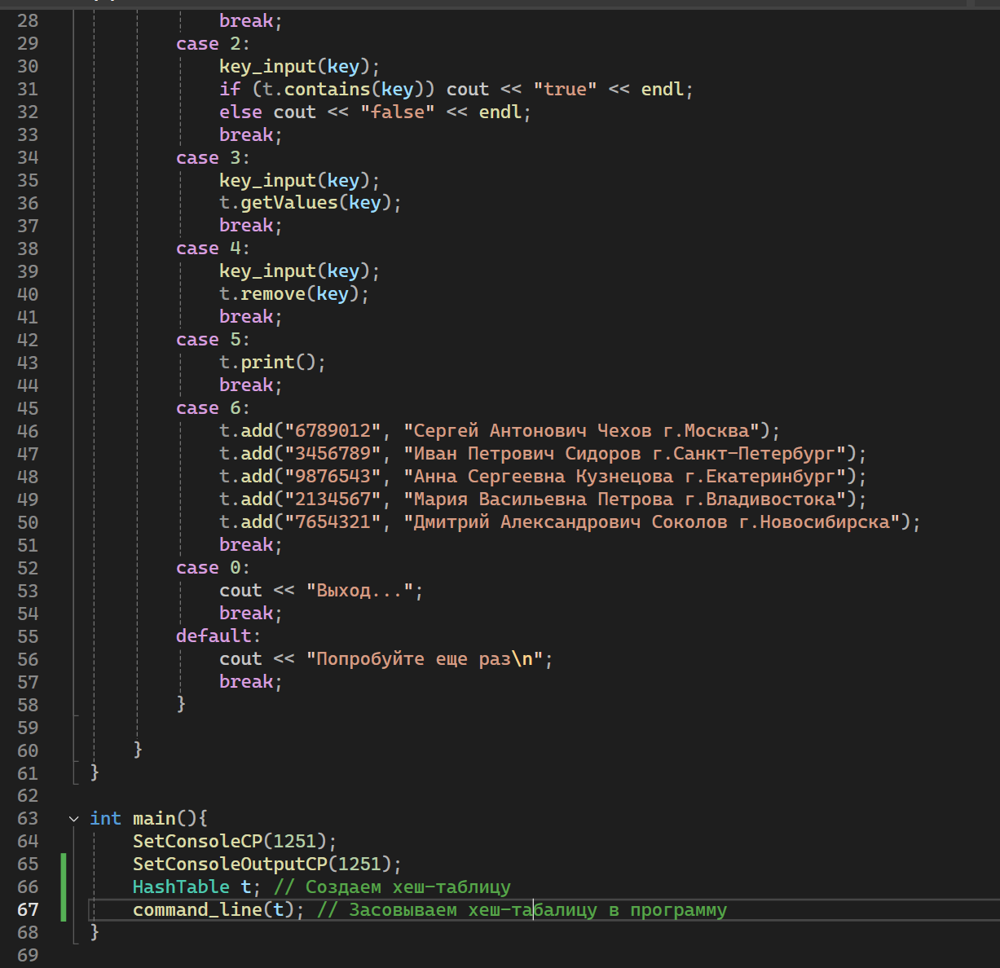 28 break;
29 case 2:
30 key_input(key);
31 if (t.contains(key)) cout << "true" << endl;
32 else cout << "false" << endl;
33 break;
34 case 3:
35 key_input(key);
36 t.getValues(key);
37 break;
38 case 4:
39 key_input(key);
40 t.remove(key);
41 break;
42 case 5:
43 t.print();
44 break;
45 case 6:
46 t.add("6789012", "Сергей Антонович Чехов г.Москва");
47 t.add("3456789", "Иван Петрович Сидоров г.Санкт-Петербург");
48 t.add("9876543", "Анна Сергеевна Кузнецова г.Екатеринбург");
49 t.add("2134567", "Мария Васильевна Петрова г.Владивостока");
50 t.add("7654321", "Дмитрий Александрович Соколов г.Новосибирска");
51 break;
52 case 0:
53 cout << "Выход...";
54 break;
55 default:
56 cout << "Попробуйте еще раз\n";
57 break;
58 }
59
60 }
61 }
62
63 int main(){
64 SetConsoleCP(1251);
65 SetConsoleOutputCP(1251);
66 HashTable t; // Создаем хеш-таблицу
67 command_line(t); // Засовываем хеш-табалицу в программу
68 }
69